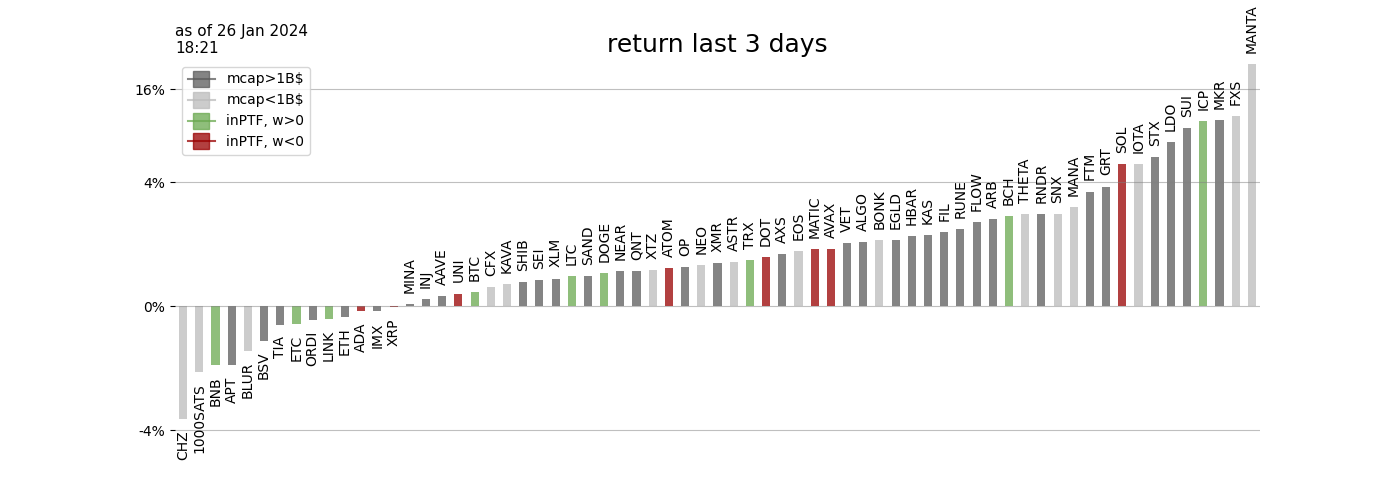 as of 26 Jan 2024
18:21
return last 3 days
mcap>1B$
mcap<1B$
inPTF, w>0
inPTF, w<0
16%
4%
0%
-4%
CHZ
1000SATS
BNB
APT
BLUR
BSV
TIA
ETC
ORDI
LINK
ETH
ADA
IMX
XRP
MINA
INJ
AAVE
UNI
BTC
CFX
KAVA
SHIB
SEI
XLM
LTC
SAND
DOGE
NEAR
QNT
XTZ
ATOM
OP
NEO
XMR
ASTR
TRX
DOT
AXS
EOS
MATIC
AVAX
VET
ALGO
BONK
EGLD
HBAR
KAS
FIL
RUNE
FLOW
ARB
BCH
THETA
RNDR
SNX
MANA
FTM
GRT
SOL
IOTA
STX
LDO
SUI
ICP
MKR
FXS
MANTA